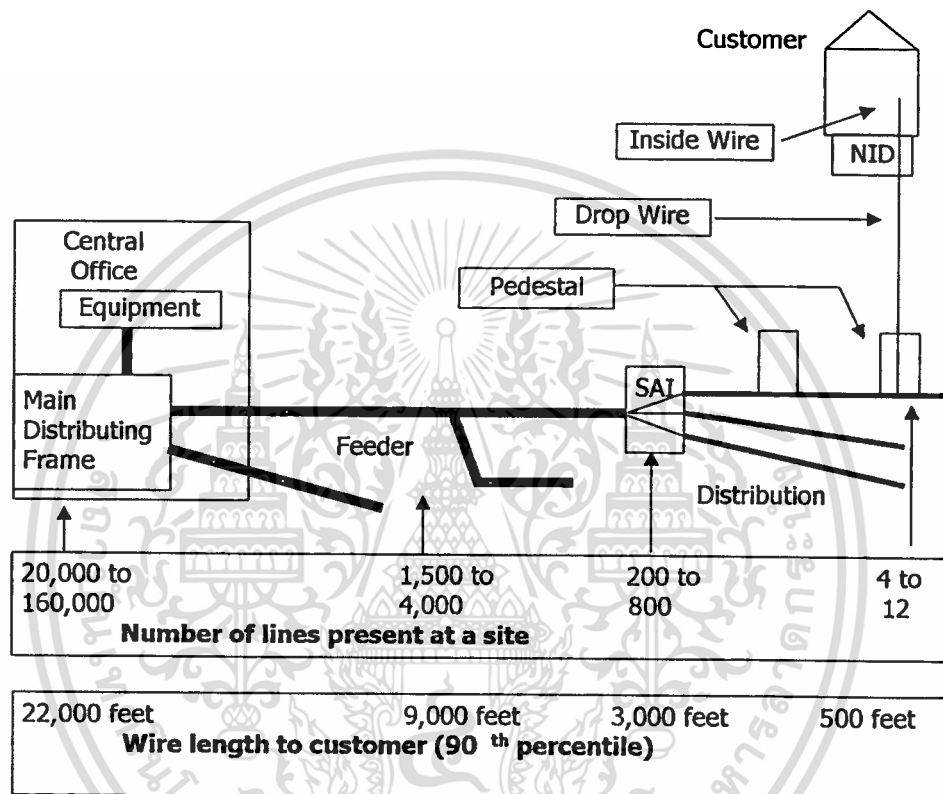 Customer
Inside Wire
NID
Drop Wire
Central
Office
Pedestal
Equipment
SAI
Main
Distributing
Frame
Feeder
Distribution
20,000 to
160,000
1,500 to
4,000
200 to
800
4 to
12
Number of lines present at a site
22,000 feet
9,000 feet
3,000 feet
500 feet
Wire length to customer (90 th percentile)